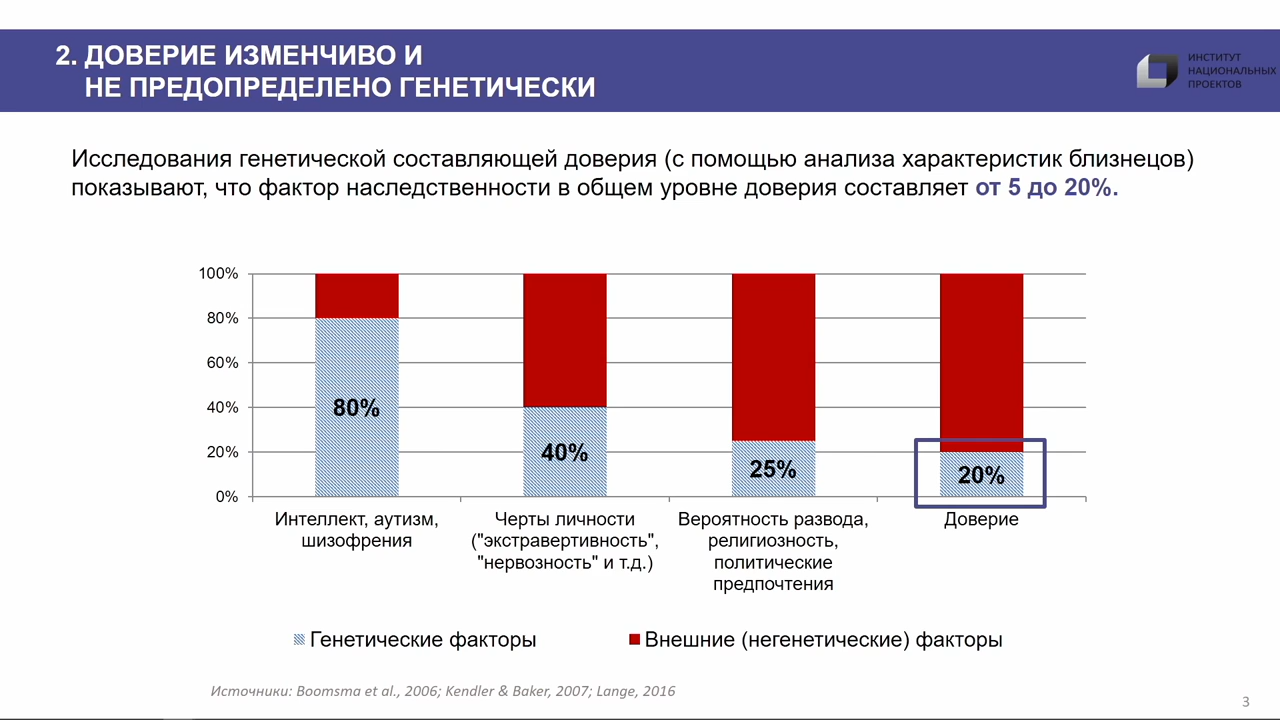 2. ДОВЕРИЕ ИЗМЕНЧИВО И
НЕ ПРЕДОПРЕДЕЛЕНО ГЕНЕТИЧЕСКИ
ИНСТИТУТ
НАЦИОНАЛЬНЫХ
ПРОЕКТОВ
Исследования генетической составляющей доверия (с помощью анализа характеристик близнецов)
показывают, что фактор наследственности в общем уровне доверия составляет от 5 до 20%.
100%
80%
60%
40%
20%
0%
80%
40%
25%
20%
Интеллект, аутизм,
шизофрения
Черты личности
("экстравертивность",
"нервозность" и т.д.)
Вероятность развода,
религиозность,
политические
предпочтения
Доверие
Генетические факторы
Внешние (негенетические) факторы
Источники: Boomsma et al., 2006; Kendler & Baker, 2007; Lange, 2016
3